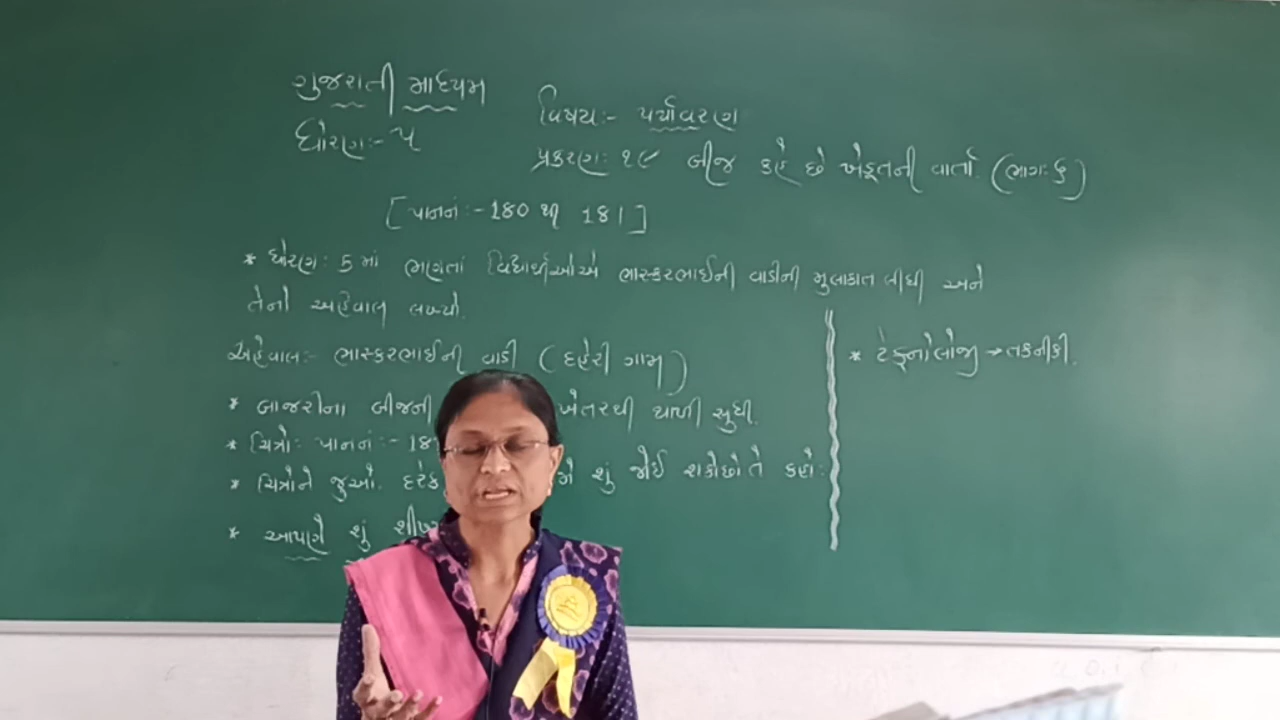 ગુજરાતી માધ્યમ
વિષય:- પર્યાવરણ
ધોરણ:- ૫
પ્રકરણ: ૧૯ બીજ કહે છે ખેડૂતની વાર્તા. (ભાગ: ૬)
[પાનનં:- 180 થી 181]
* ધોરણ: 5 માં ભણતાં વિદ્યાર્થીઓએ ભાસ્કરભાઈની વાડીની મુલાકાત લીધી અને
તેનો અહેવાલ લખ્યો.
અહેવાલ:- ભાસ્કરભાઈની વાડી (દહેરી ગામ)
* ટેક્નોલોજી → તકનીકી.
* બાજરીના બીજની ખેતરથી થાળી સુધી.
* ચિત્રો: પાનનં:- 18
* ચિત્રોને જુઓ. દરેક શું જોઈ શકોછો તે કહો:
* આપણે શું